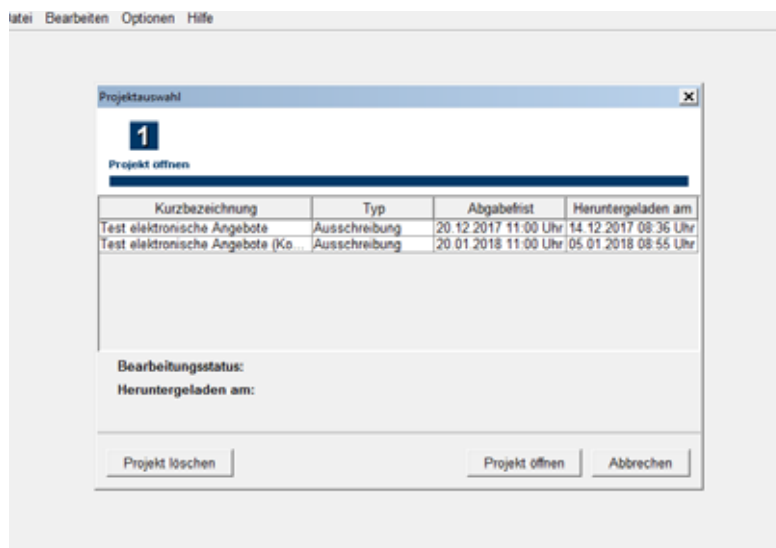 Datei Bearbeiten Optionen Hilfe
Projektauswahl
1
Projekt öffnen
Kurzbezeichnung Typ Abgabefrist Heruntergeladen am
Test elektronische Angebote Ausschreibung 20.12.2017 11:00 Uhr 14.12.2017 08:36 Uhr
Test elektronische Angebote (Ko... Ausschreibung 20.01.2018 11:00 Uhr 05.01.2018 08:55 Uhr
Bearbeitungsstatus:
Heruntergeladen am:
Projekt löschen Projekt öffnen Abbrechen